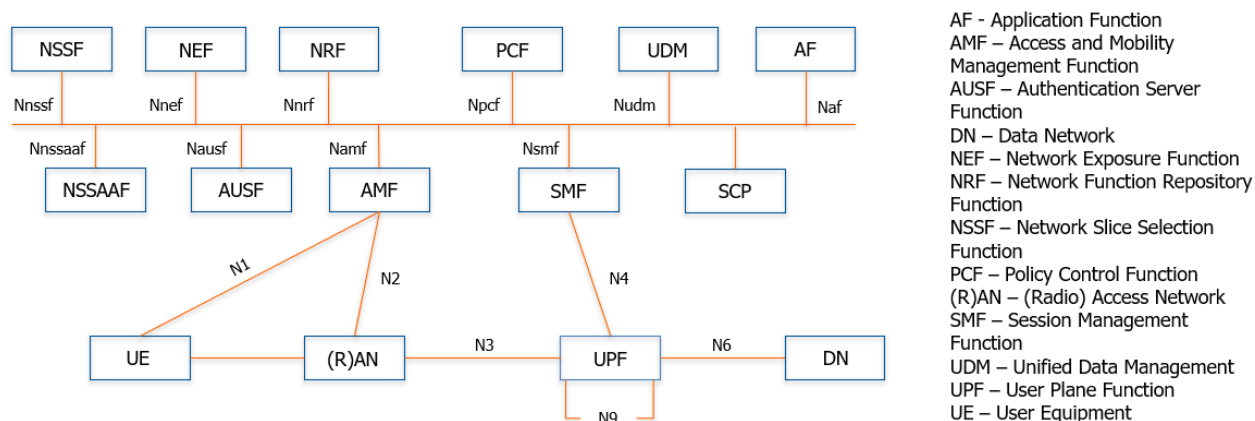 NSSF
NEF
NRF
PCF
UDM
AF
Nnssf
Nnef
Nnrf
Npcf
Nudm
Naf
Nnssaaf
Nausf
Namf
Nsmf
NSSAAF
AUSF
AMF
SMF
SCP
N1
N2
N4
UE
(R)AN
N3
UPF
N6
DN
N9
AF - Application Function
AMF – Access and Mobility
Management Function
AUSF – Authentication Server
Function
DN – Data Network
NEF – Network Exposure Function
NRF – Network Function Repository
Function
NSSF – Network Slice Selection
Function
PCF – Policy Control Function
(R)AN – (Radio) Access Network
SMF – Session Management
Function
UDM – Unified Data Management
UPF – User Plane Function
UE – User Equipment